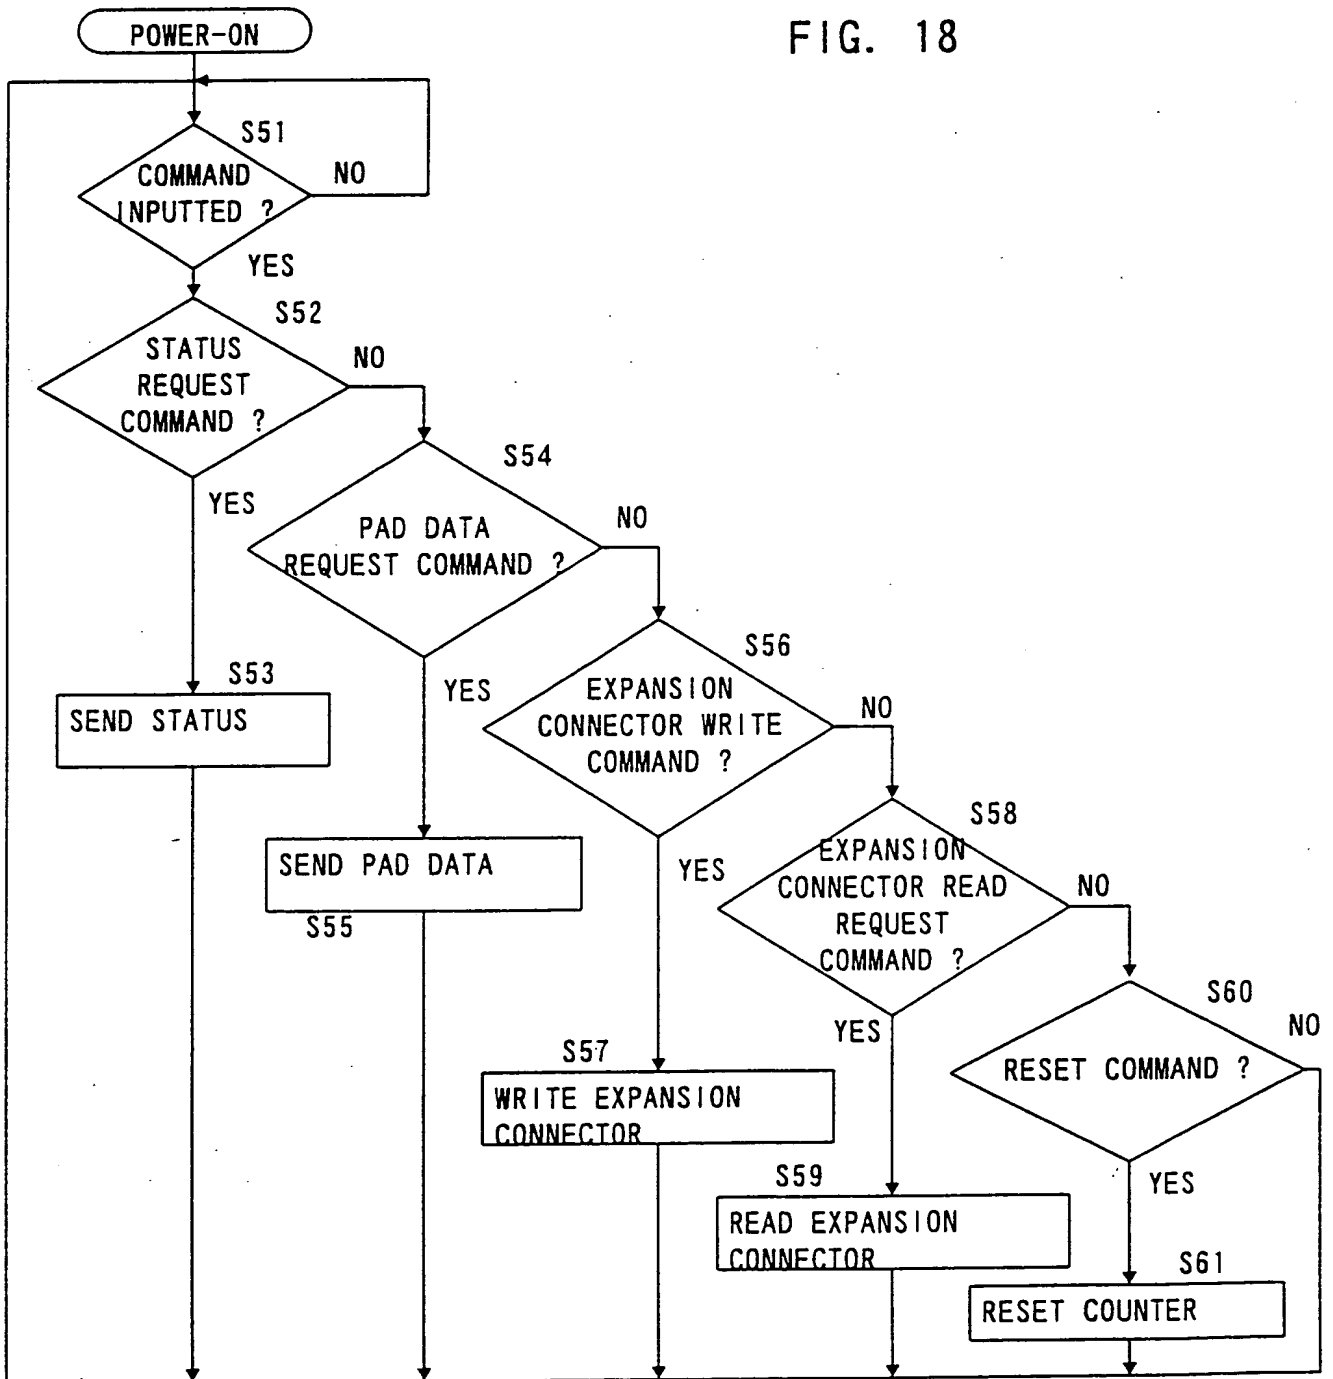 POWER-ON
FIG. 18
S51
COMMAND
INPUTTED ?
NO
YES
S52
STATUS
REQUEST
COMMAND ?
NO
YES
S54
PAD DATA
REQUEST COMMAND ?
NO
YES
S53
SEND STATUS
S56
EXPANSION
CONNECTOR WRITE
COMMAND ?
NO
YES
SEND PAD DATA
S55
S58
EXPANSION
CONNECTOR READ
REQUEST
COMMAND ?
NO
YES
S57
WRITE EXPANSION
CONNECTOR
S60
RESET COMMAND ?
NO
YES
S59
READ EXPANSION
CONNECTOR
S61
RESET COUNTER